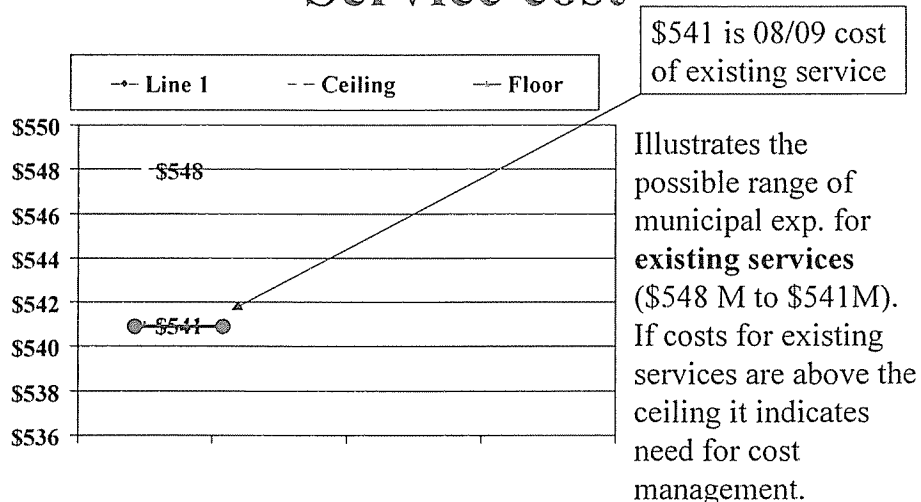 Service cost
$541 is 08/09 cost
of existing service
Line 1 Ceiling Floor
$550
$548
$546
$544
$542
$540
$538
$536
$548
$541
Illustrates the
possible range of
municipal exp. for
existing services
($548 M to $541M).
If costs for existing
services are above the
ceiling it indicates
need for cost
management.